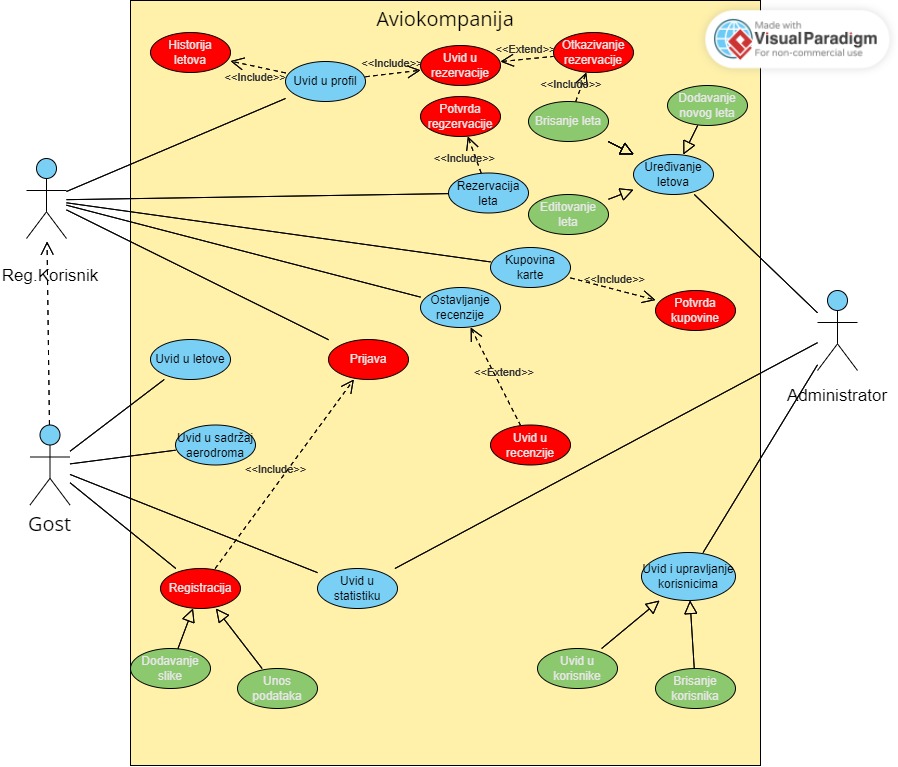 Aviokompanija
Made with
VisualParadigm
For non-commercial use
Historija
letova
<<Include>>
Uvid u profil
<<Include>>
Uvid u
rezervacije
<<Extend>>
Otkazivanje
rezervacije
<<Include>>
Brisanje leta
Dodavanje
novog leta
Potvrda
regzervacije
<<Include>>
Rezervacija
leta
Uređivanje
letova
Editovanje
leta
Reg.Korisnik
Kupovina
karte
<<Include>>
Potvrda
kupovine
Ostavljanje
recenzije
<<Extend>>
Uvid u
recenzije
Uvid u letove
Prijava
Administrator
Uvid u sadržaj
aerodroma
<<Include>>
Gost
Registracija
Uvid u
statistiku
Uvid i upravljanje
korisnicima
Dodavanje
slike
Unos
podataka
Uvid u
korisnike
Brisanje
korisnika